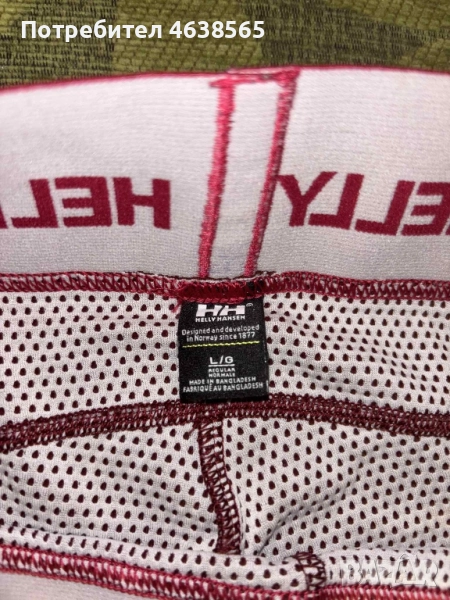 Потребител 4638565
HELLY
HELLY
HH
HELLY HANSEN
Designed and developed
in Norway since 1877
L/G
REGULAR
NORMALE
MADE IN BANGLADESH
FABRIQUÉ AU BANGLADESH